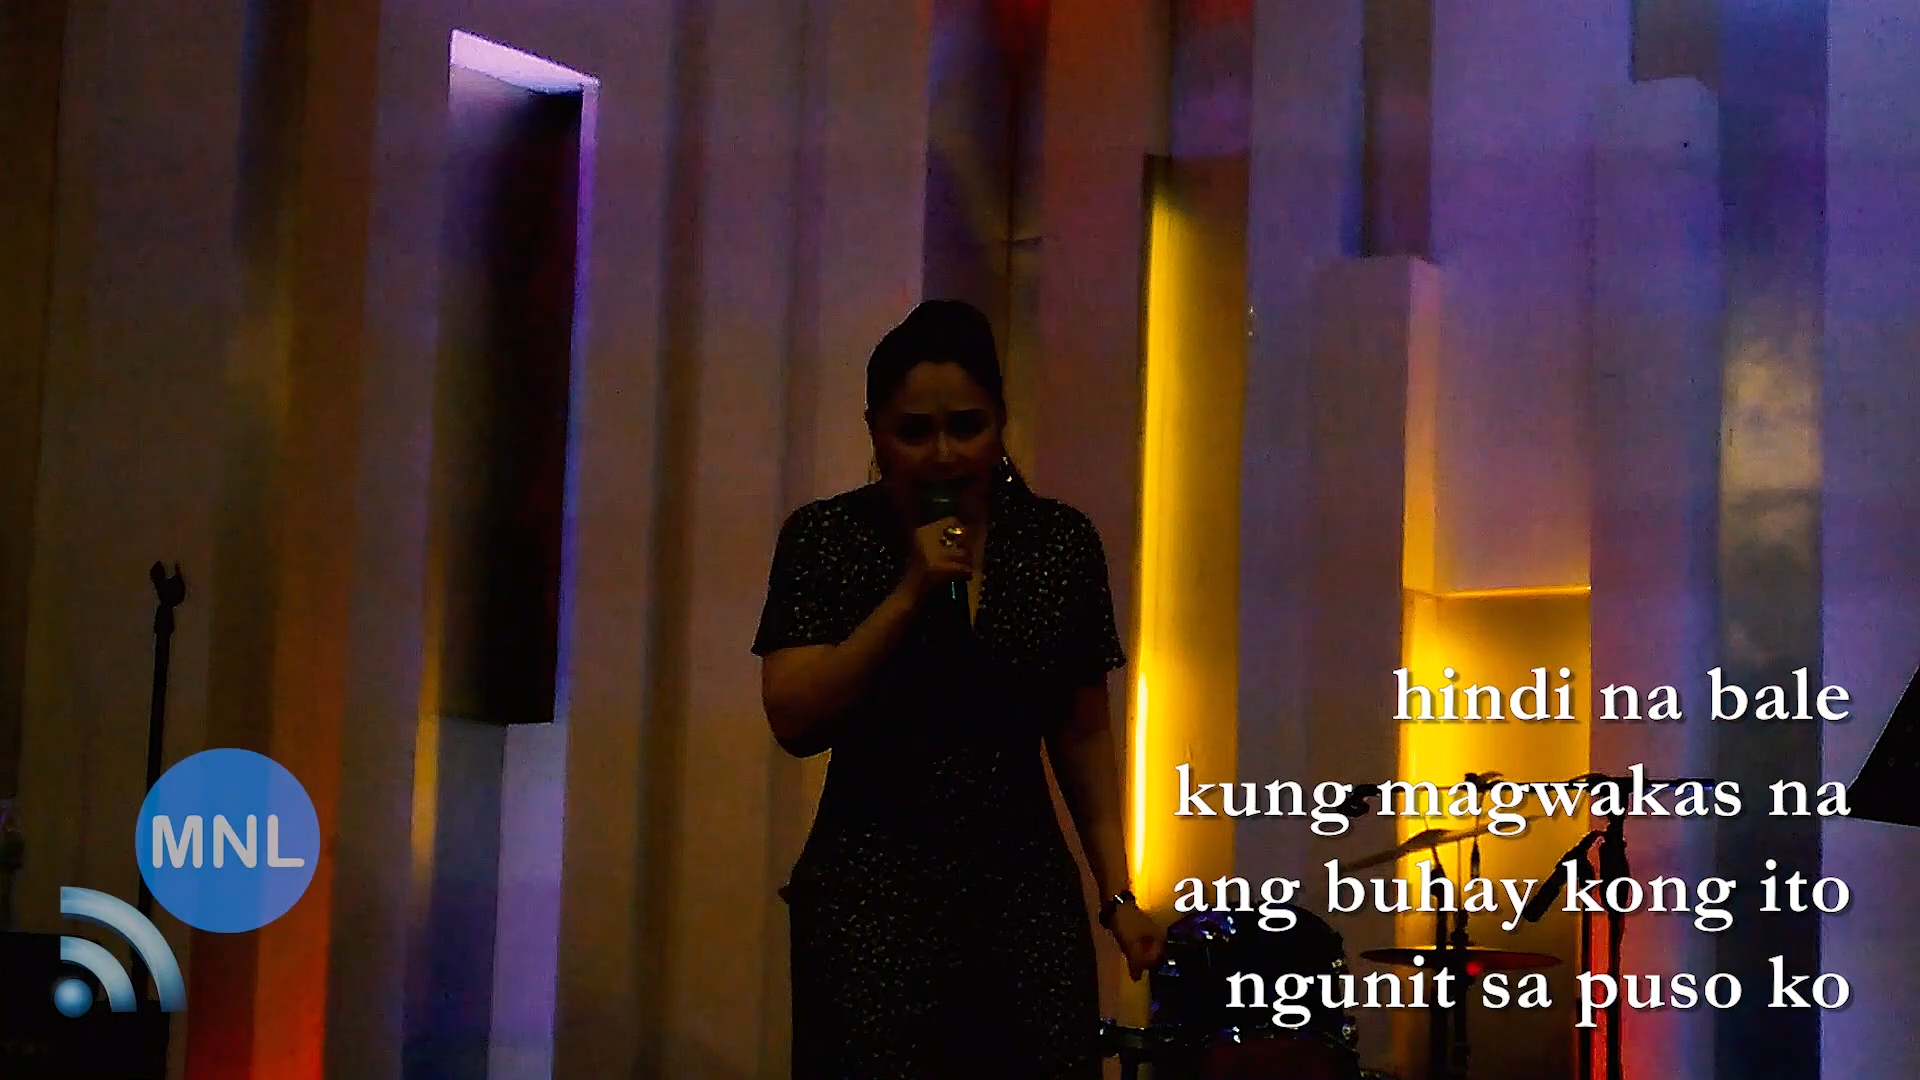 hindi na bale
kung magwakas na
ang buhay kong ito
ngunit sa puso ko
MNL